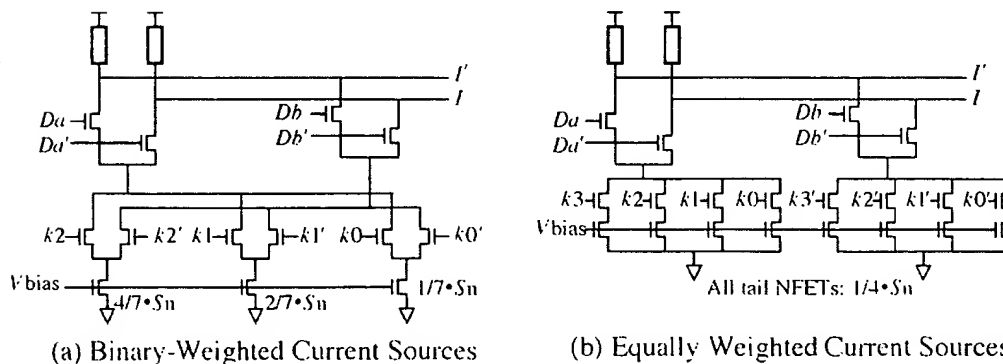 I'
I
Da
Da'
Db
Db'
k2
k2'
k1
k1'
k0
k0'
Vbias
4/7•Sn
2/7•Sn
1/7•Sn
(a) Binary-Weighted Current Sources
I'
I
Da
Da'
Db
Db'
k3
k2
k1
k0
k3'
k2'
k1'
k0'
Vbias
All tail NFETs: 1/4•Sn
(b) Equally Weighted Current Sources